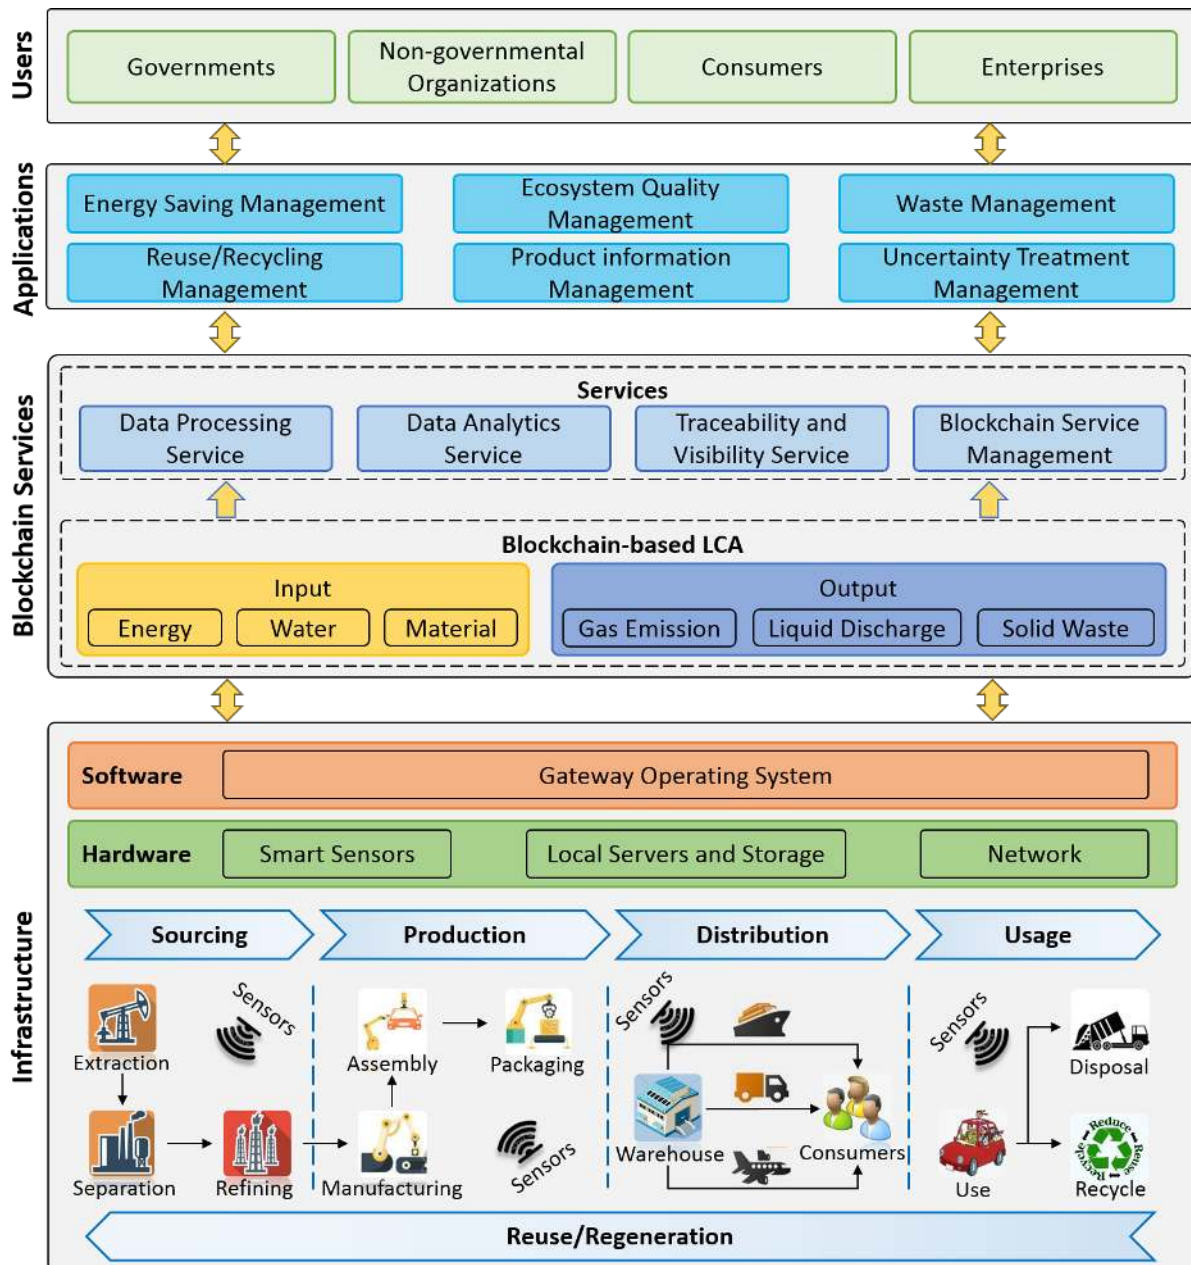 Users
Governments
Non-governmental
Organizations
Consumers
Enterprises
Applications
Energy Saving Management
Ecosystem Quality
Management
Waste Management
Reuse/Recycling
Management
Product information
Management
Uncertainty Treatment
Management
Blockchain Services
Services
Data Processing
Service
Data Analytics
Service
Traceability and
Visibility Service
Blockchain Service
Management
Blockchain-based LCA
Input
Energy
Water
Material
Output
Gas Emission
Liquid Discharge
Solid Waste
Infrastructure
Software
Gateway Operating System
Hardware
Smart Sensors
Local Servers and Storage
Network
Sourcing
Production
Distribution
Usage
Extraction
Sensors
Separation
Refining
Assembly
Packaging
Manufacturing
Sensors
Sensors
Warehouse
Consumers
Sensors
Use
Disposal
Reduce
Reuse
Recycle
Recycle
Reuse/Regeneration